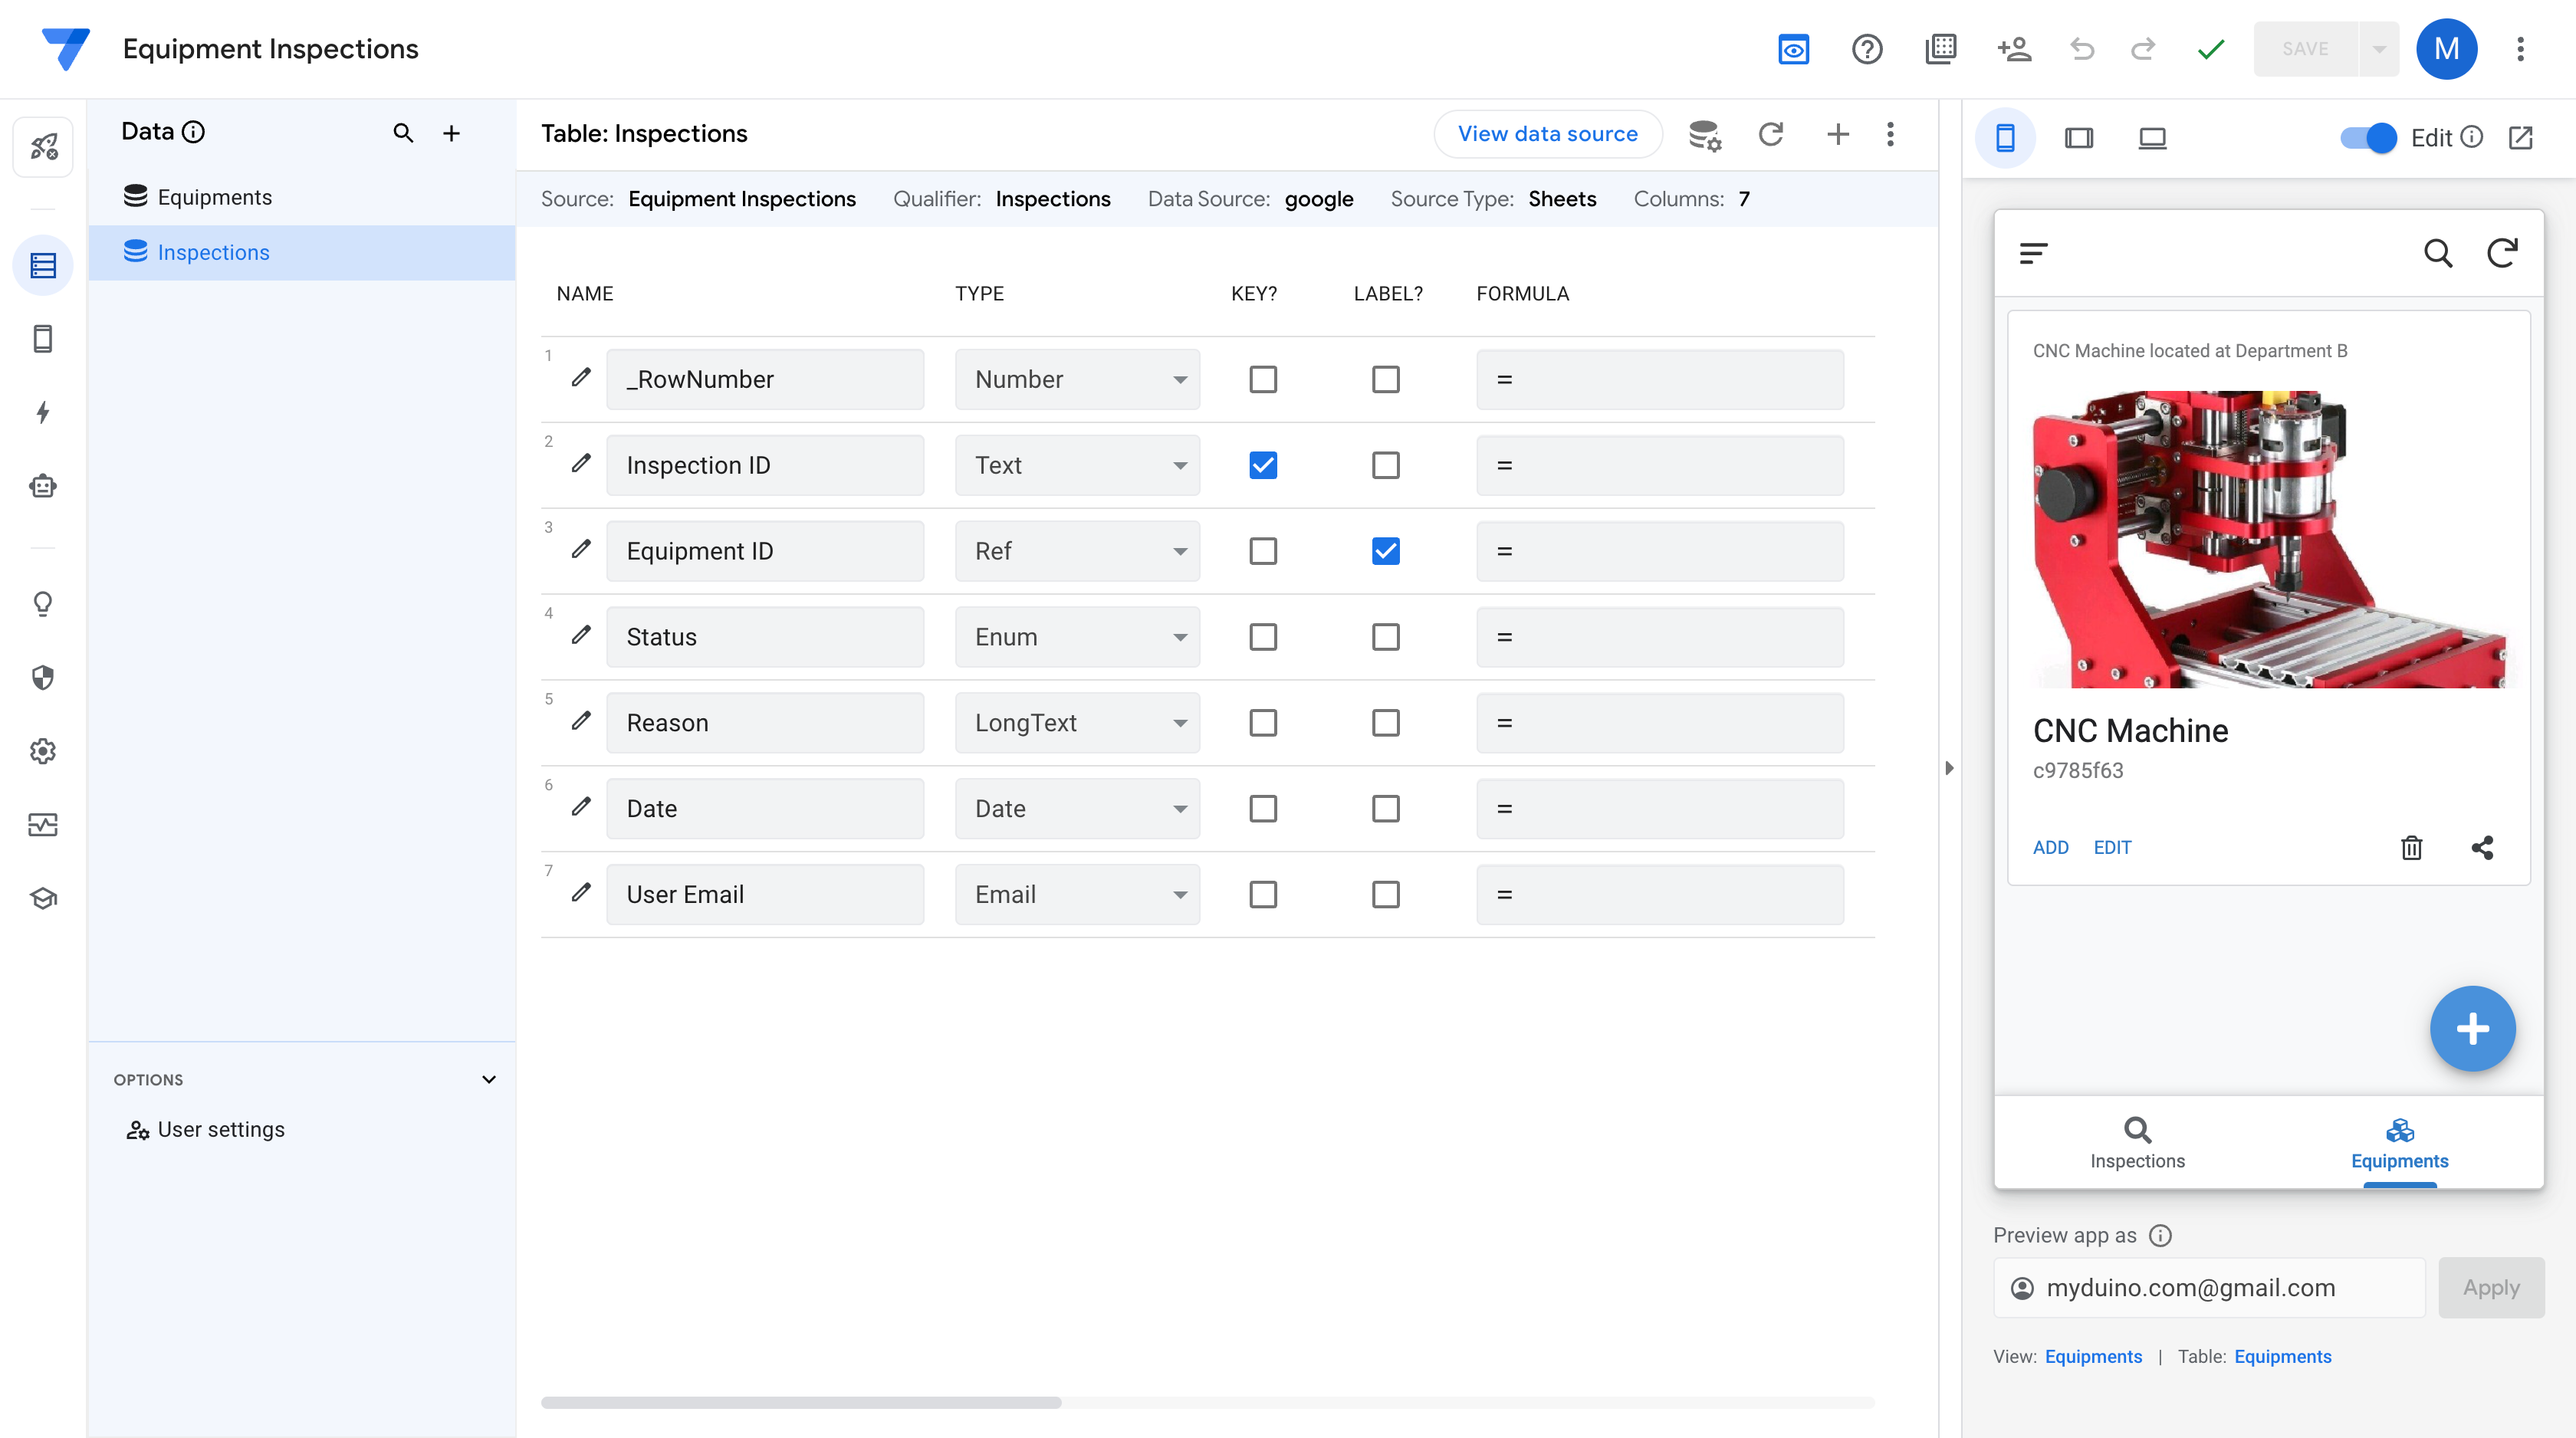 Equipment Inspections
SAVE
M
Data
Equipments
Inspections
OPTIONS
User settings
Table: Inspections
View data source
Source: Equipment Inspections Qualifier: Inspections Data Source: google Source Type: Sheets Columns: 7
NAME TYPE KEY? LABEL? FORMULA
1 _RowNumber Number =
2 Inspection ID Text =
3 Equipment ID Ref =
4 Status Enum =
5 Reason LongText =
6 Date Date =
7 User Email Email =
Edit
CNC Machine located at Department B
CNC Machine
c9785f63
ADD EDIT
Inspections Equipments
Preview app as
myduino.com@gmail.com Apply
View: Equipments | Table: Equipments